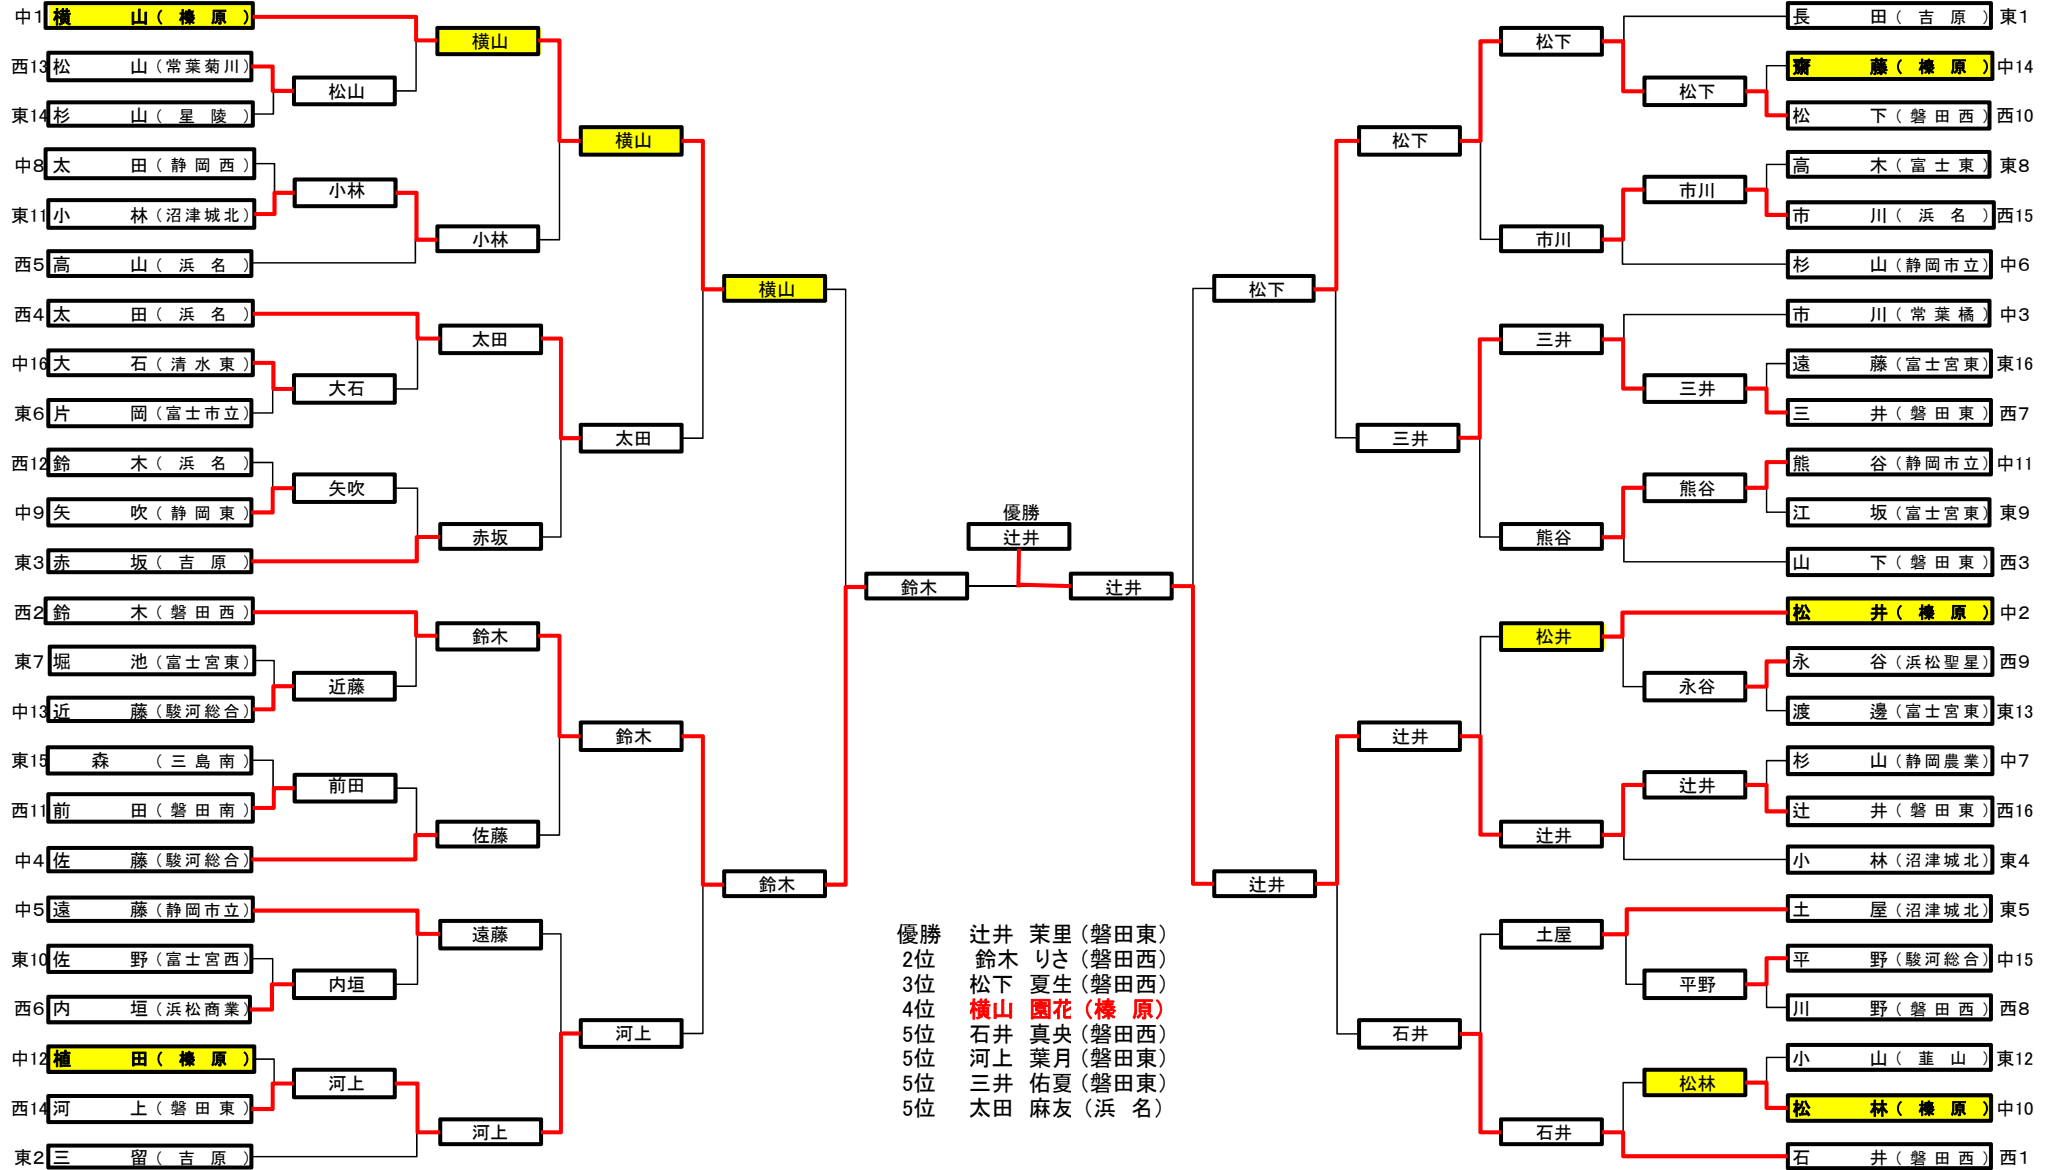 中1 横山(榛原)
西13 松山(常葉菊川)
東14 杉山(星陵)
中8 太田(静岡西)
東11 小林(沼津城北)
西5 高山(浜名)
西4 太田(浜名)
中16 大石(清水東)
東6 片岡(富士市立)
西12 鈴木(浜名)
中9 矢吹(静岡東)
東3 赤坂(吉原)
西2 鈴木(磐田西)
東7 堀池(富士宮東)
中13 近藤(駿河総合)
東15 森(三島南)
西11 前田(磐田南)
中4 佐藤(駿河総合)
中5 遠藤(静岡市立)
東10 佐野(富士宮西)
西6 内垣(浜松商業)
中12 植田(榛原)
西14 河上(磐田東)
東2 三留(吉原)
松山
小林
大石
矢吹
近藤
前田
内垣
河上
横山
小林
太田
赤坂
鈴木
佐藤
遠藤
河上
横山
太田
鈴木
河上
横山
鈴木
鈴木
優勝
辻井
辻井
松下
辻井
松下
三井
辻井
石井
松下
市川
三井
熊谷
松井
辻井
土屋
石井
松下
市川
三井
熊谷
永谷
辻井
平野
松林
長田(吉原) 東1
齋藤(榛原) 中14
松下(磐田西) 西10
高木(富士東) 東8
市川(浜名) 西15
杉山(静岡市立) 中6
市川(常葉橘) 中3
遠藤(富士宮東) 東16
三井(磐田東) 西7
熊谷(静岡市立) 中11
江坂(富士宮東) 東9
山下(磐田東) 西3
松井(榛原) 中2
永谷(浜松聖星) 西9
渡邊(富士宮東) 東13
杉山(静岡農業) 中7
辻井(磐田東) 西16
小林(沼津城北) 東4
土屋(沼津城北) 東5
平野(駿河総合) 中15
川野(磐田西) 西8
小山(韮山) 東12
松林(榛原) 中10
石井(磐田西) 西1
優勝 辻井 茉里(磐田東)
2位 鈴木 りさ(磐田西)
3位 松下 夏生(磐田西)
4位 横山 園花(榛 原)
5位 石井 真央(磐田西)
5位 河上 葉月(磐田東)
5位 三井 佑夏(磐田東)
5位 太田 麻友(浜 名)